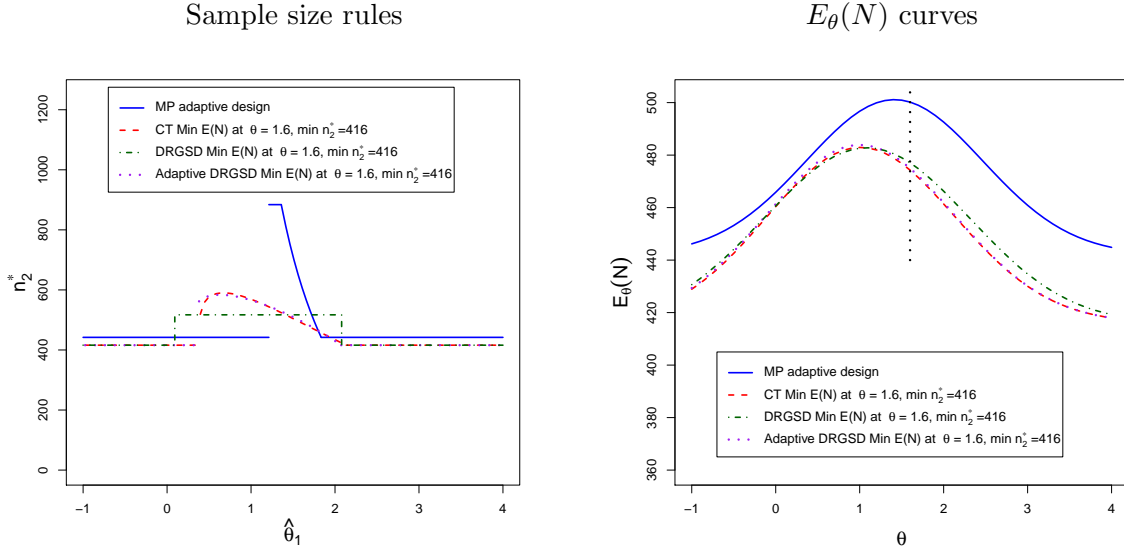 Sample size rules
E_θ(N) curves
MP adaptive design
CT Min E(N) at θ = 1.6, min n₂*=416
DRGSD Min E(N) at θ = 1.6, min n₂*=416
Adaptive DRGSD Min E(N) at θ = 1.6, min n₂*=416
n₂*
0 200 400 600 800 1000 1200
−1 0 1 2 3 4
θ̂₁
E_θ(N)
360 380 400 420 440 460 480 500
MP adaptive design
CT Min E(N) at θ = 1.6, min n₂*=416
DRGSD Min E(N) at θ = 1.6, min n₂*=416
Adaptive DRGSD Min E(N) at θ = 1.6, min n₂*=416
−1 0 1 2 3 4
θ